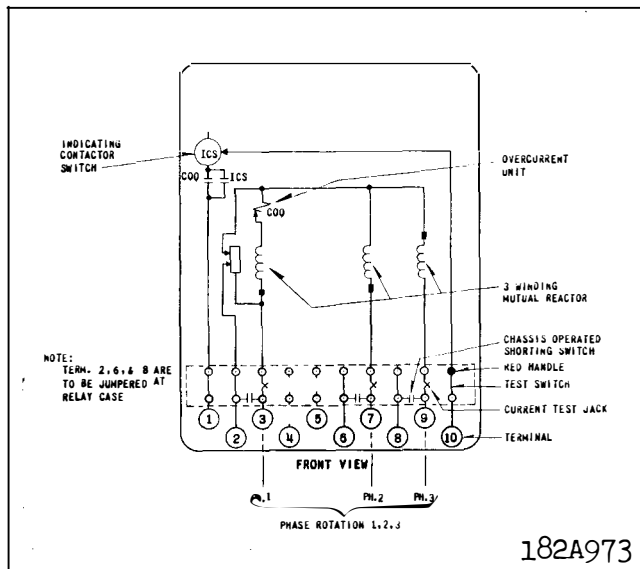 INDICATING
CONTACTOR
SWITCH
ICS
COQ
ICS
OVERCURRENT
UNIT
COQ
3 WINDING
MUTUAL REACTOR
CHASSIS OPERATED
SHORTING SWITCH
NOTE:
TERM. 2,6,& 8 ARE
TO BE JUMPERED AT
RELAY CASE
RED HANDLE
TEST SWITCH
CURRENT TEST JACK
1
3
5
7
9
2
4
6
8
10
TERMINAL
FRONT VIEW
PH.2
PH.3
PHASE ROTATION 1,2,3
182A973